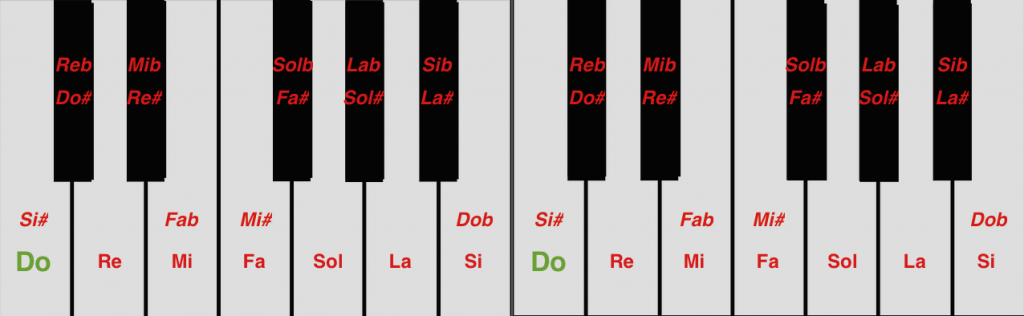 Reb Mib Solb Lab Sib Reb Mib Solb Lab Sib
Do# Re# Fa# Sol# La# Do# Re# Fa# Sol# La#
Si# Fab Mi# Dob Si# Fab Mi# Dob
Do Re Mi Fa Sol La Si Do Re Mi Fa Sol La Si